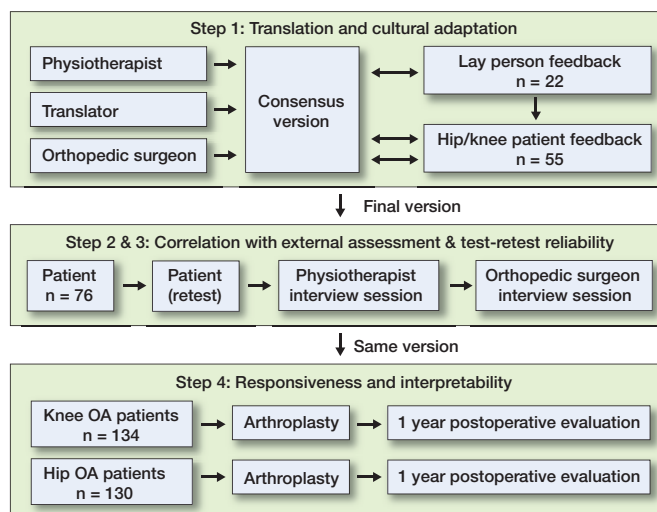 Step 1: Translation and cultural adaptation
Physiotherapist
Translator
Orthopedic surgeon
Consensus
version
Lay person feedback
n = 22
Hip/knee patient feedback
n = 55
Final version
Step 2 & 3: Correlation with external assessment & test-retest reliability
Patient
n = 76
Patient
(retest)
Physiotherapist
interview session
Orthopedic surgeon
interview session
Same version
Step 4: Responsiveness and interpretability
Knee OA patients
n = 134
Arthroplasty
1 year postoperative evaluation
Hip OA patients
n = 130
Arthroplasty
1 year postoperative evaluation